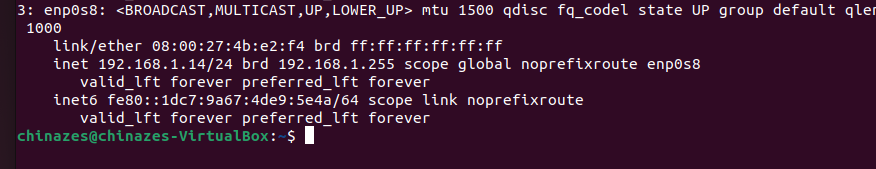 3: enp0s8: <BROADCAST,MULTICAST,UP,LOWER_UP> mtu 1500 qdisc fq_codel state UP group default qlen
1000
link/ether 08:00:27:4b:e2:f4 brd ff:ff:ff:ff:ff:ff
inet 192.168.1.14/24 brd 192.168.1.255 scope global noprefixroute enp0s8
valid_lft forever preferred_lft forever
inet6 fe80::1dc7:9a67:4de9:5e4a/64 scope link noprefixroute
valid_lft forever preferred_lft forever
chinazes@chinazes-VirtualBox:~$